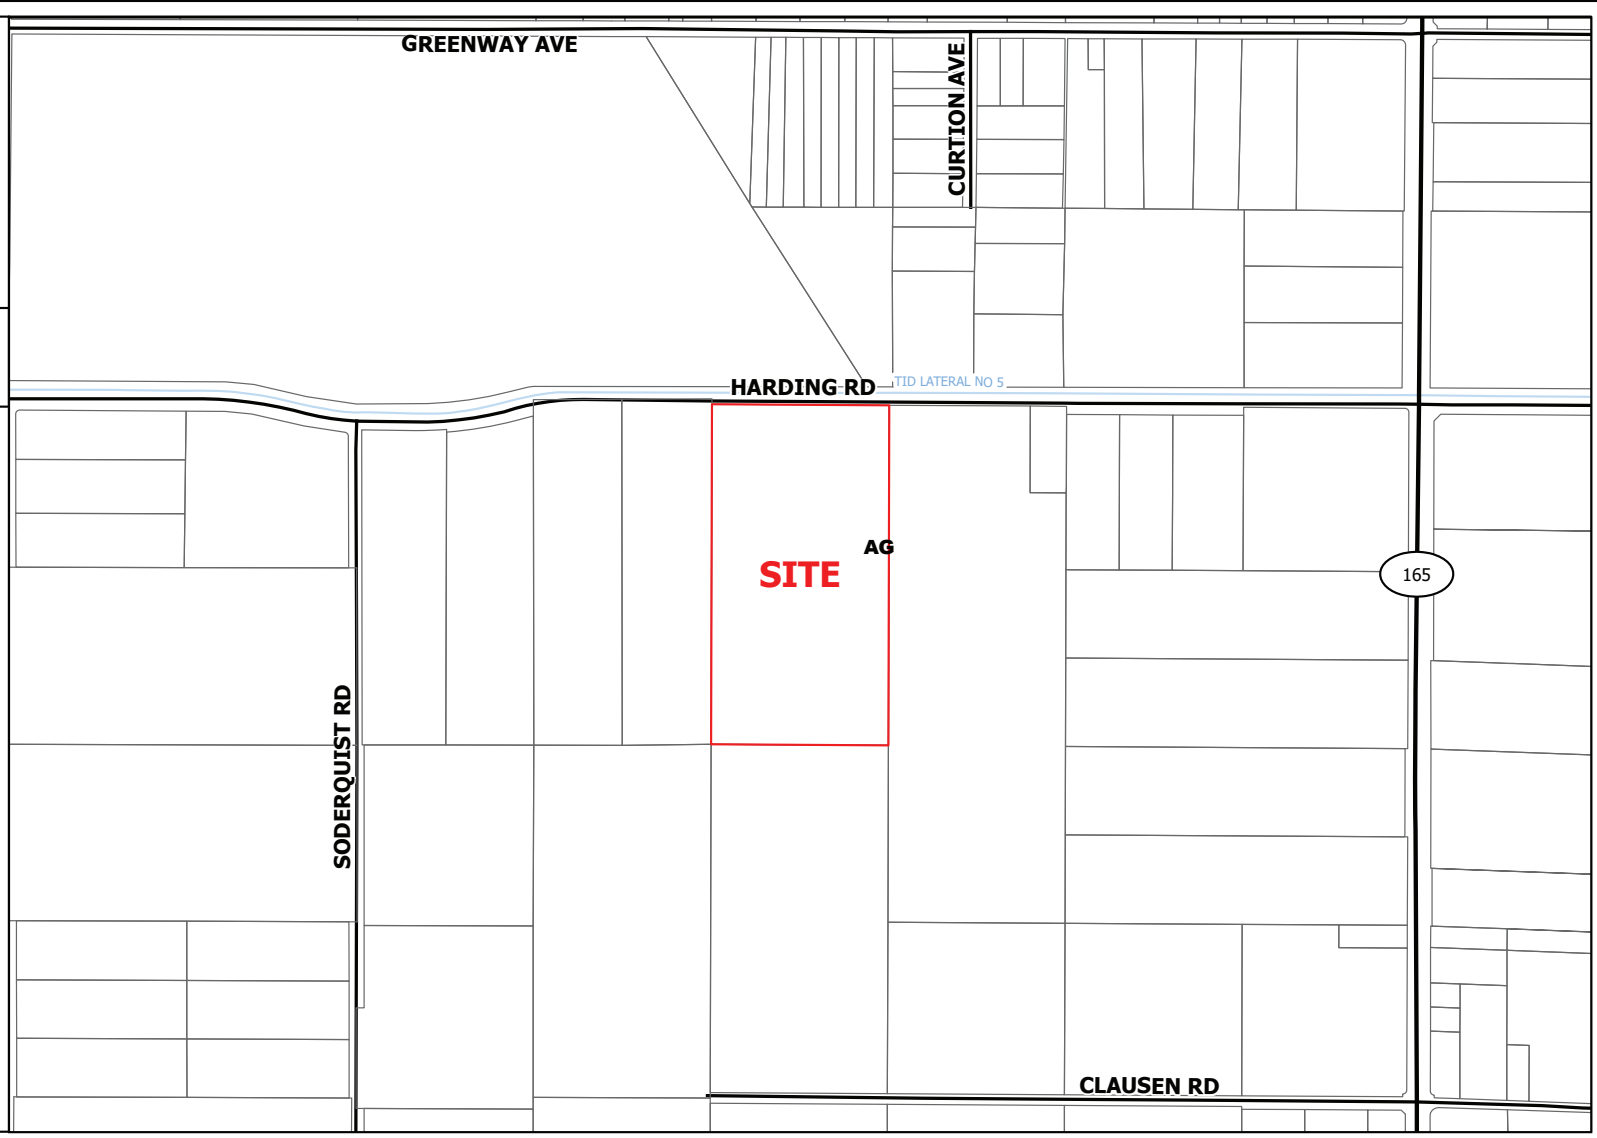 GREENWAY AVE
CURTION AVE
HARDING RD
TID LATERAL NO 5
AG
SITE
165
SODERQUIST RD
CLAUSEN RD